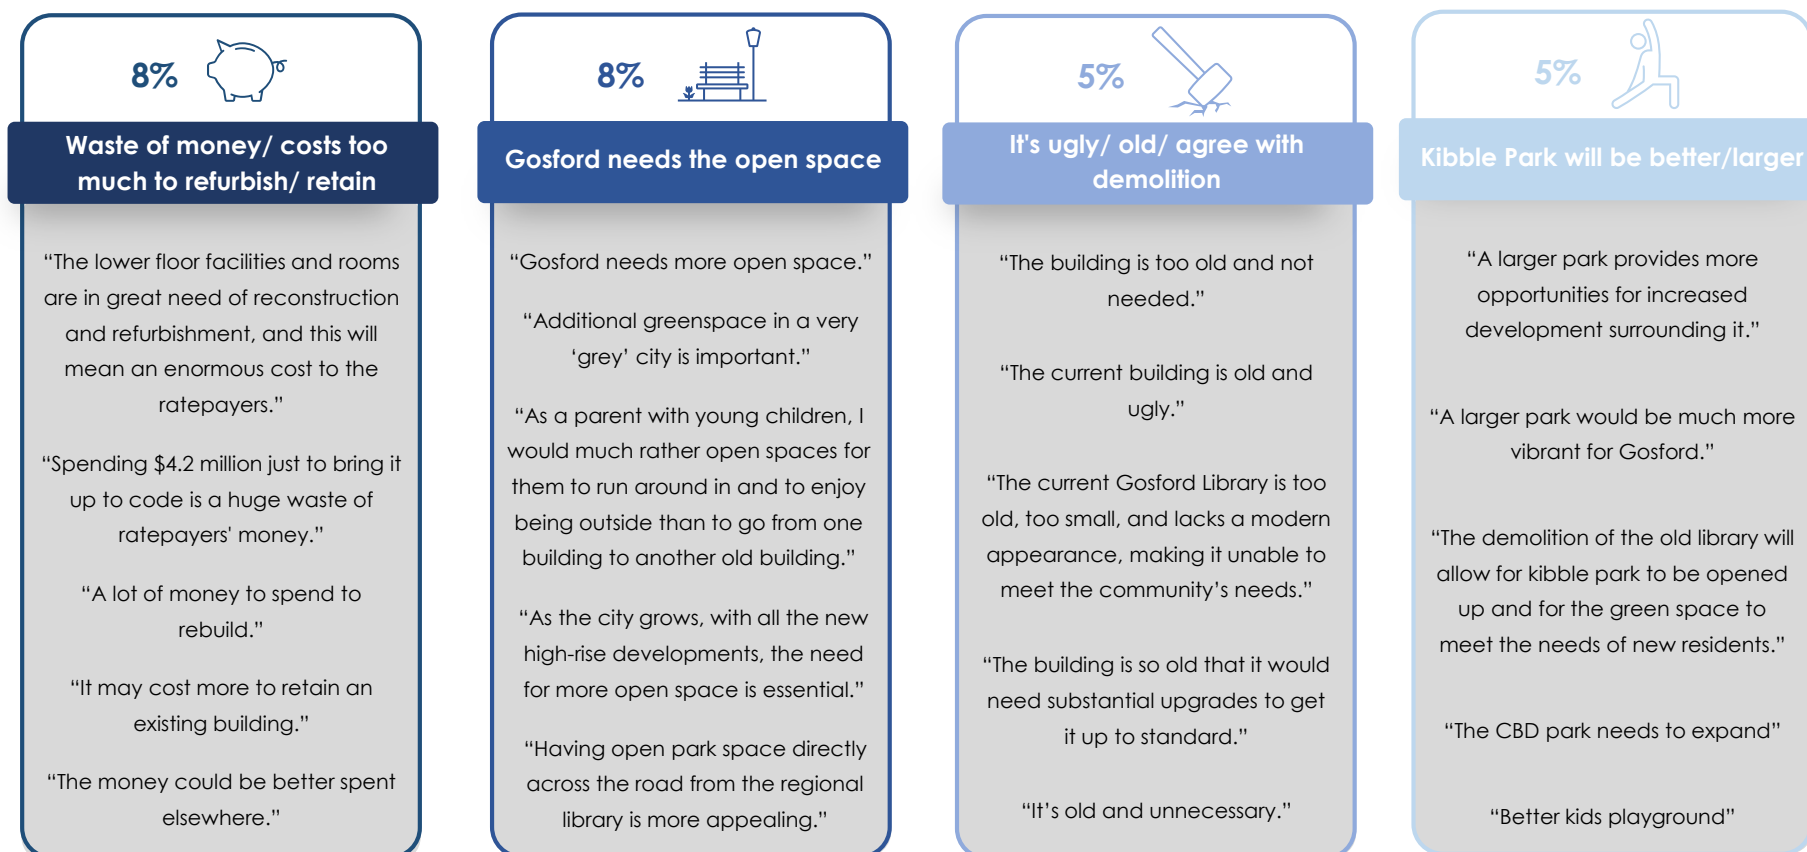 8%
Waste of money/ costs too
much to refurbish/ retain
“The lower floor facilities and rooms
are in great need of reconstruction
and refurbishment, and this will
mean an enormous cost to the
ratepayers.”
“Spending $4.2 million just to bring it
up to code is a huge waste of
ratepayers' money.”
“A lot of money to spend to
rebuild.”
“It may cost more to retain an
existing building.”
“The money could be better spent
elsewhere.”
8%
Gosford needs the open space
“Gosford needs more open space.”
“Additional greenspace in a very
‘grey’ city is important.”
“As a parent with young children, I
would much rather open spaces for
them to run around in and to enjoy
being outside than to go from one
building to another old building.”
“As the city grows, with all the new
high-rise developments, the need
for more open space is essential.”
“Having open park space directly
across the road from the regional
library is more appealing.”
5%
It's ugly/ old/ agree with
demolition
“The building is too old and not
needed.”
“The current building is old and
ugly.”
“The current Gosford Library is too
old, too small, and lacks a modern
appearance, making it unable to
meet the community’s needs.”
“The building is so old that it would
need substantial upgrades to get
it up to standard.”
“It’s old and unnecessary.”
5%
Kibble Park will be better/larger
“A larger park provides more
opportunities for increased
development surrounding it.”
“A larger park would be much more
vibrant for Gosford.”
“The demolition of the old library will
allow for kibble park to be opened
up and for the green space to
meet the needs of new residents.”
“The CBD park needs to expand”
“Better kids playground”